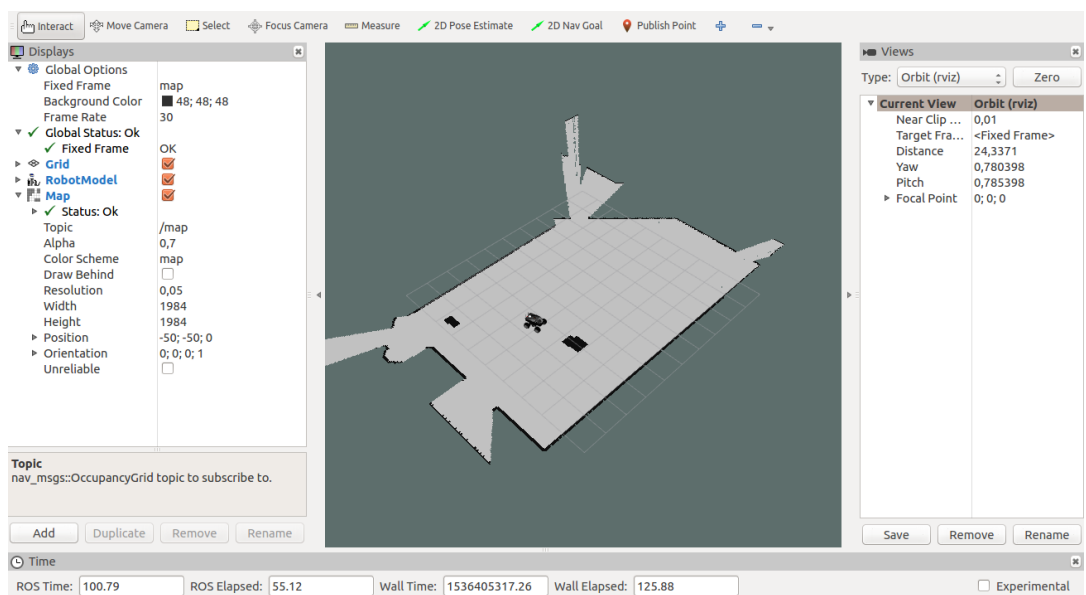 Interact Move Camera Select Focus Camera Measure 2D Pose Estimate 2D Nav Goal Publish Point
Displays
Global Options
Fixed Frame map
Background Color 48; 48; 48
Frame Rate 30
Global Status: Ok
Fixed Frame OK
Grid
RobotModel
Map
Status: Ok
Topic /map
Alpha 0,7
Color Scheme map
Draw Behind
Resolution 0,05
Width 1984
Height 1984
Position -50; -50; 0
Orientation 0; 0; 0; 1
Unreliable
Topic
nav_msgs::OccupancyGrid topic to subscribe to.
Add Duplicate Remove Rename
Views
Type: Orbit (rviz) Zero
Current View Orbit (rviz)
Near Clip ... 0,01
Target Fra... <Fixed Frame>
Distance 24,3371
Yaw 0,780398
Pitch 0,785398
Focal Point 0; 0; 0
Save Remove Rename
Time
ROS Time: 100.79 ROS Elapsed: 55.12 Wall Time: 1536405317.26 Wall Elapsed: 125.88 Experimental